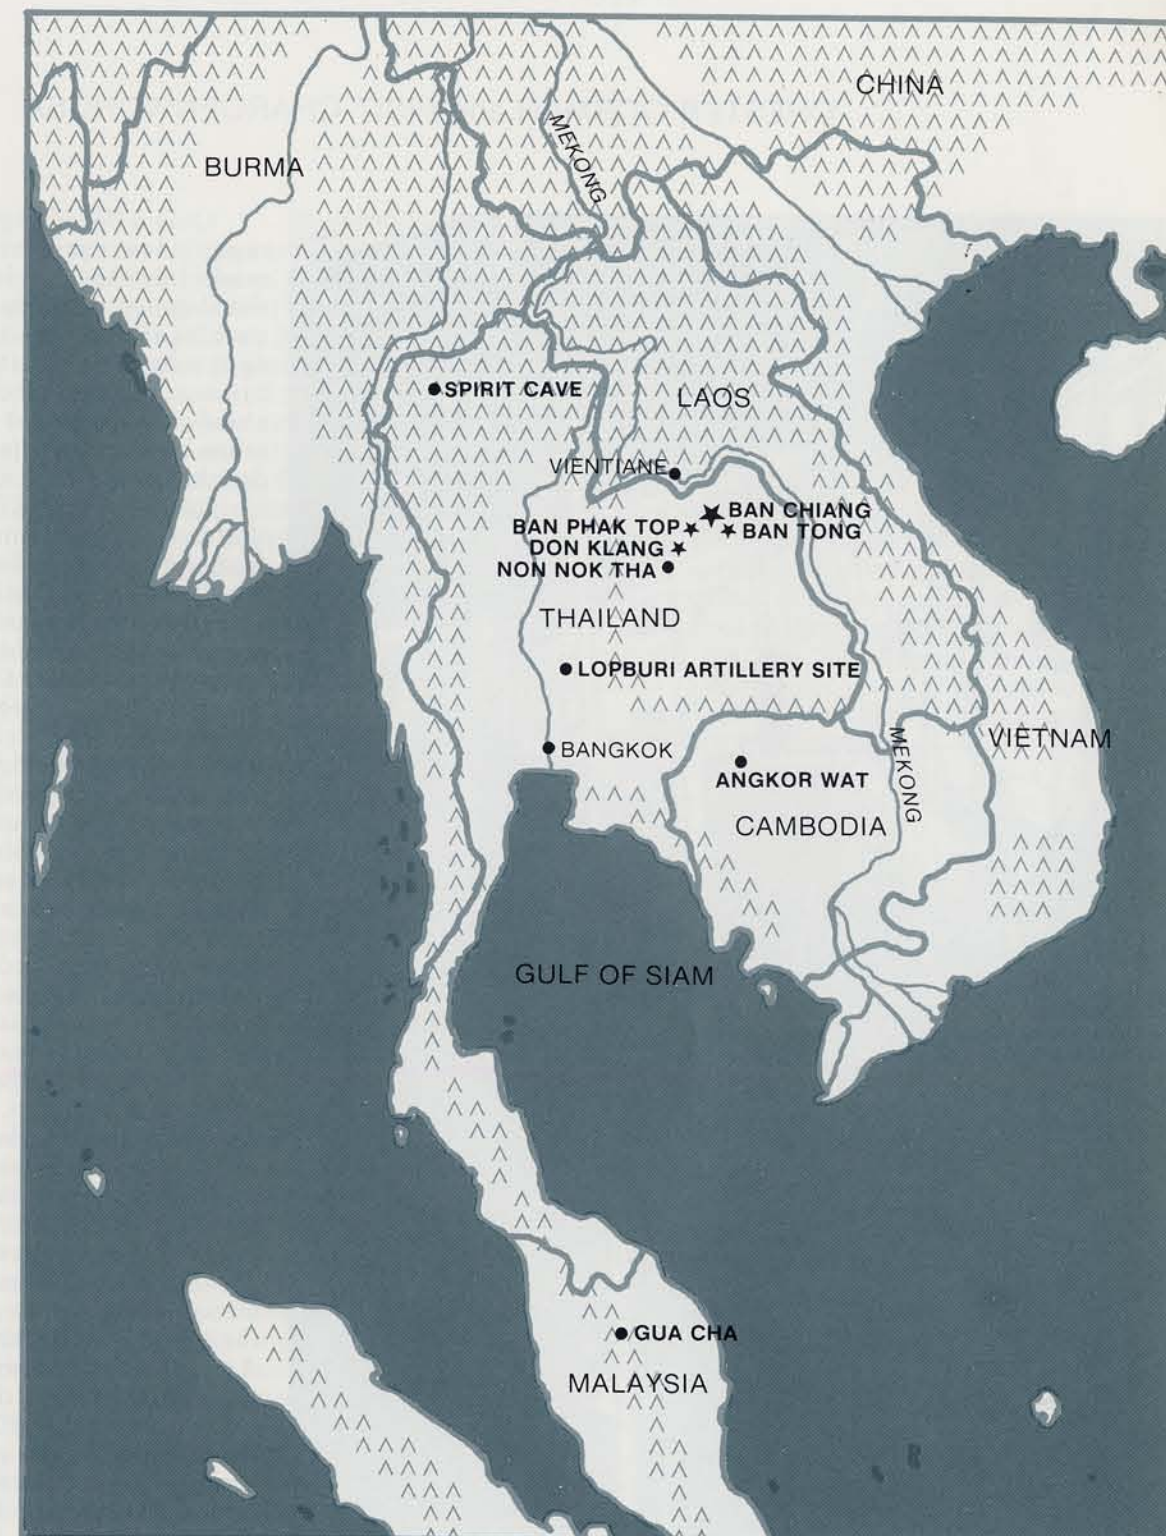 CHINA
MEKONG
BURMA
SPIRIT CAVE
LAOS
VIENTIANE
BAN CHIANG
BAN PHAK TOP
BAN TONG
DON KLANG
NON NOK THA
THAILAND
LOPBURI ARTILLERY SITE
VIETNAM
BANGKOK
MEKONG
ANGKOR WAT
CAMBODIA
GULF OF SIAM
GUA CHA
MALAYSIA